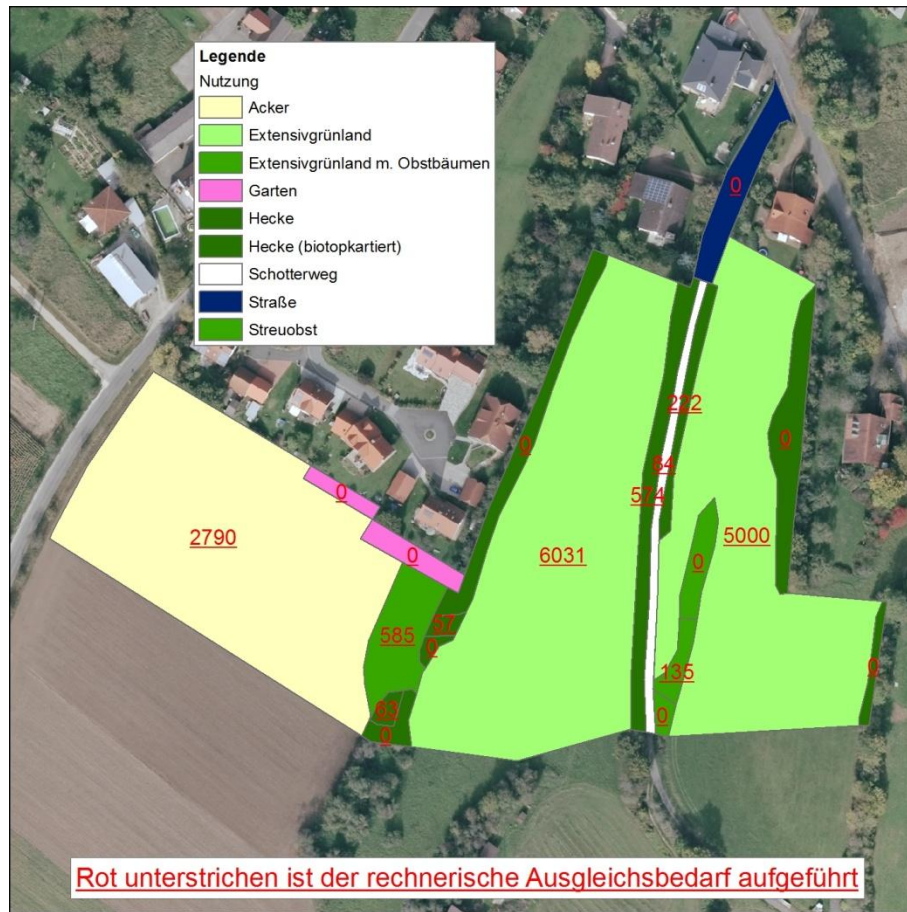 Legende
Nutzung
Acker
Extensivgrünland
Extensivgrünland m. Obstbäumen
Garten
Hecke
Hecke (biotopkartiert)
Schotterweg
Straße
Streuobst
0
222
0
64
0
574
2790
6031
5000
0
0
0
585
57
0
0
135
63
0
0
Rot unterstrichen ist der rechnerische Ausgleichsbedarf aufgeführt